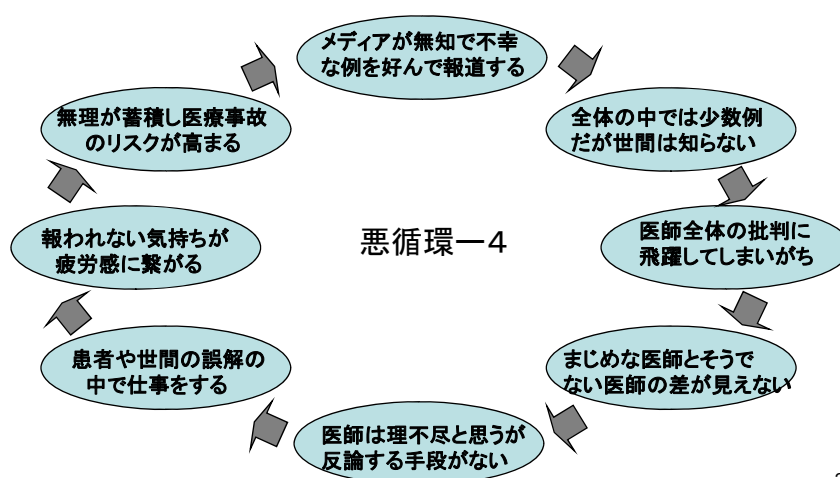 メディアが無知で不幸
な例を好んで報道する
全体の中では少数例
だが世間は知らない
医師全体の批判に
飛躍してしまいがち
まじめな医師とそうで
ない医師の差が見えない
医師は理不尽と思うが
反論する手段がない
患者や世間の誤解の
中で仕事をする
報われない気持ちが
疲労感に繋がる
無理が蓄積し医療事故
のリスクが高まる
悪循環―4